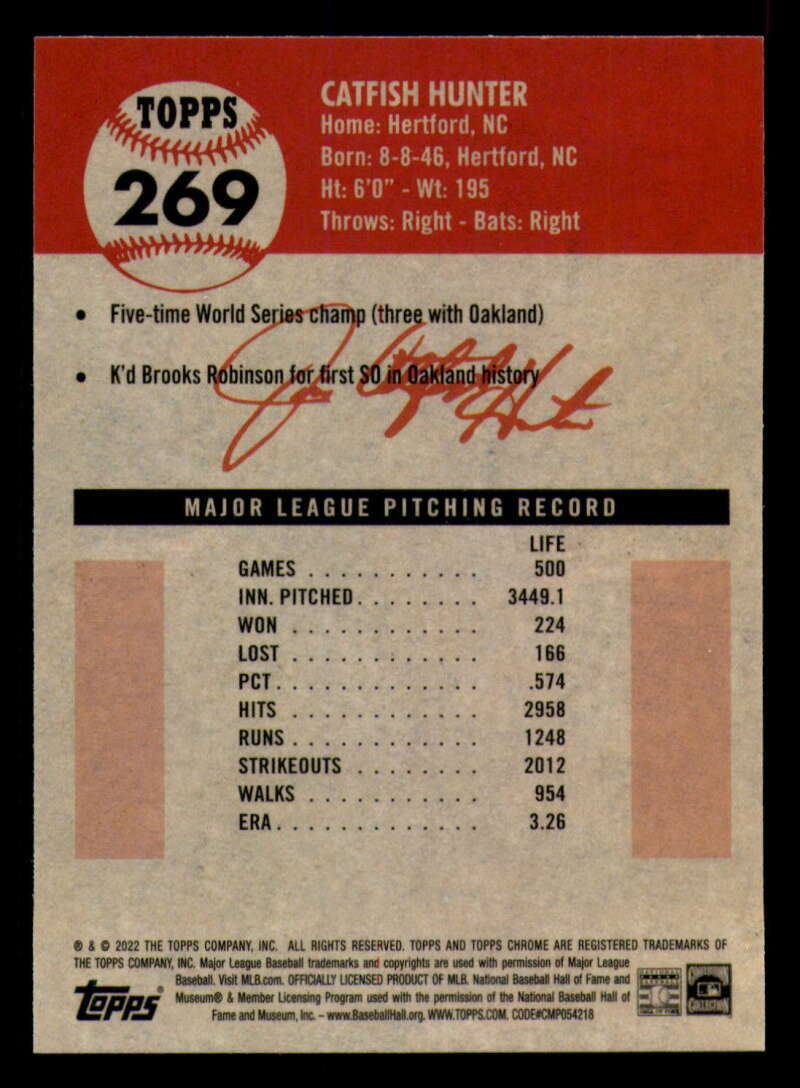 TOPPS
269
CATFISH HUNTER
Home: Hertford, NC
Born: 8-8-46, Hertford, NC
Ht: 6'0" - Wt: 195
Throws: Right - Bats: Right
• Five-time World Series champ (three with Oakland)
• K'd Brooks Robinson for first SO in Oakland history
Jim Catfish Hunter
MAJOR LEAGUE PITCHING RECORD
LIFE
GAMES . . . . . . . . . . . 500
INN. PITCHED. . . . . . . . 3449.1
WON . . . . . . . . . . . . 224
LOST . . . . . . . . . . . . 166
PCT. . . . . . . . . . . . . .574
HITS . . . . . . . . . . . . 2958
RUNS . . . . . . . . . . . . 1248
STRIKEOUTS . . . . . . . . 2012
WALKS . . . . . . . . . . . 954
ERA. . . . . . . . . . . . . 3.26
® & © 2022 THE TOPPS COMPANY, INC. ALL RIGHTS RESERVED. TOPPS AND TOPPS CHROME ARE REGISTERED TRADEMARKS OF
THE TOPPS COMPANY, INC. Major League Baseball trademarks and copyrights are used with permission of Major League
Baseball. Visit MLB.com. OFFICIALLY LICENSED PRODUCT OF MLB. National Baseball Hall of Fame and
Museum® & Member Licensing Program used with the permission of the National Baseball Hall of
Fame and Museum, Inc. – www.BaseballHall.org. WWW.TOPPS.COM. CODE#CMP054218
Topps®